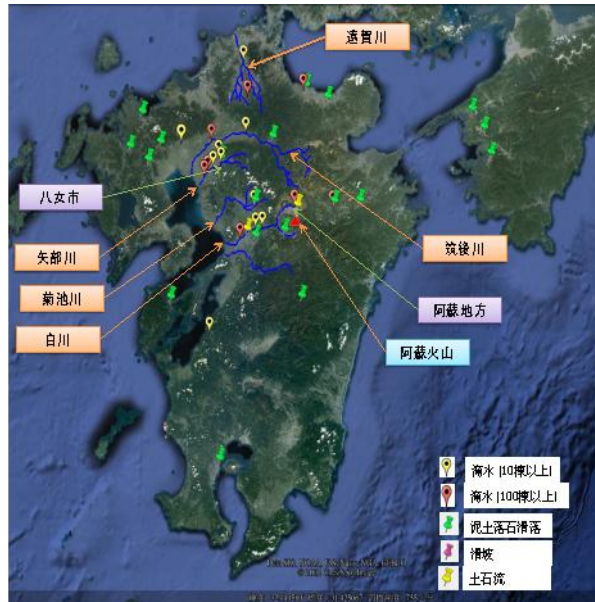 遠賀川
八女市
矢部川
筑後川
菊池川
阿蘇地方
白川
阿蘇火山
淹水 (10棟以上)
淹水 (100棟以上)
泥土落石滑落
滑坡
土石流